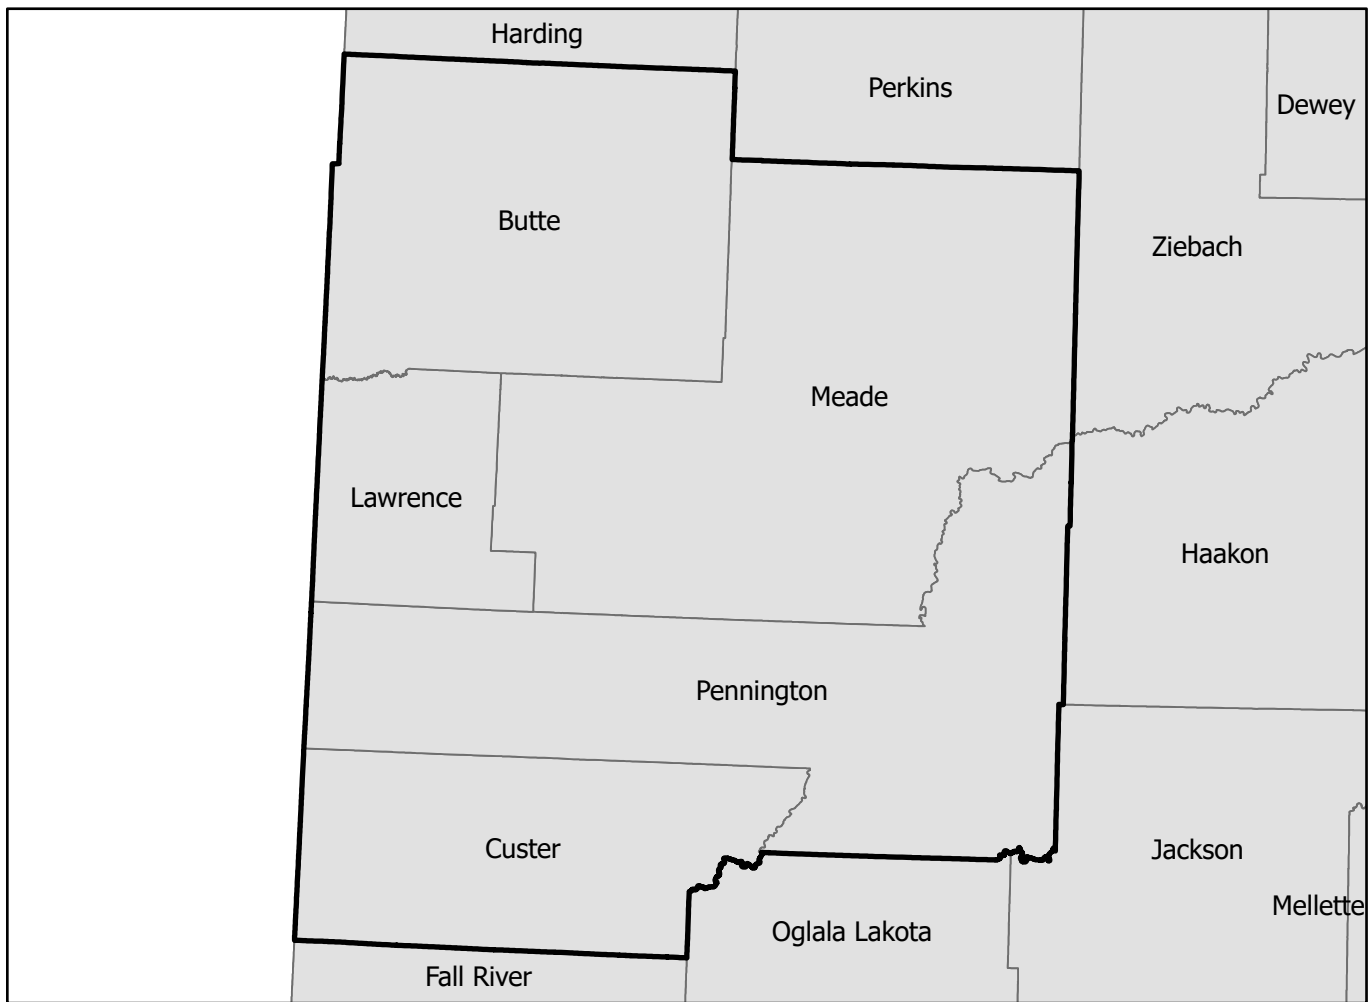 Harding
Perkins
Dewey
Butte
Ziebach
Meade
Lawrence
Haakon
Pennington
Custer
Jackson
Mellette
Oglala Lakota
Fall River